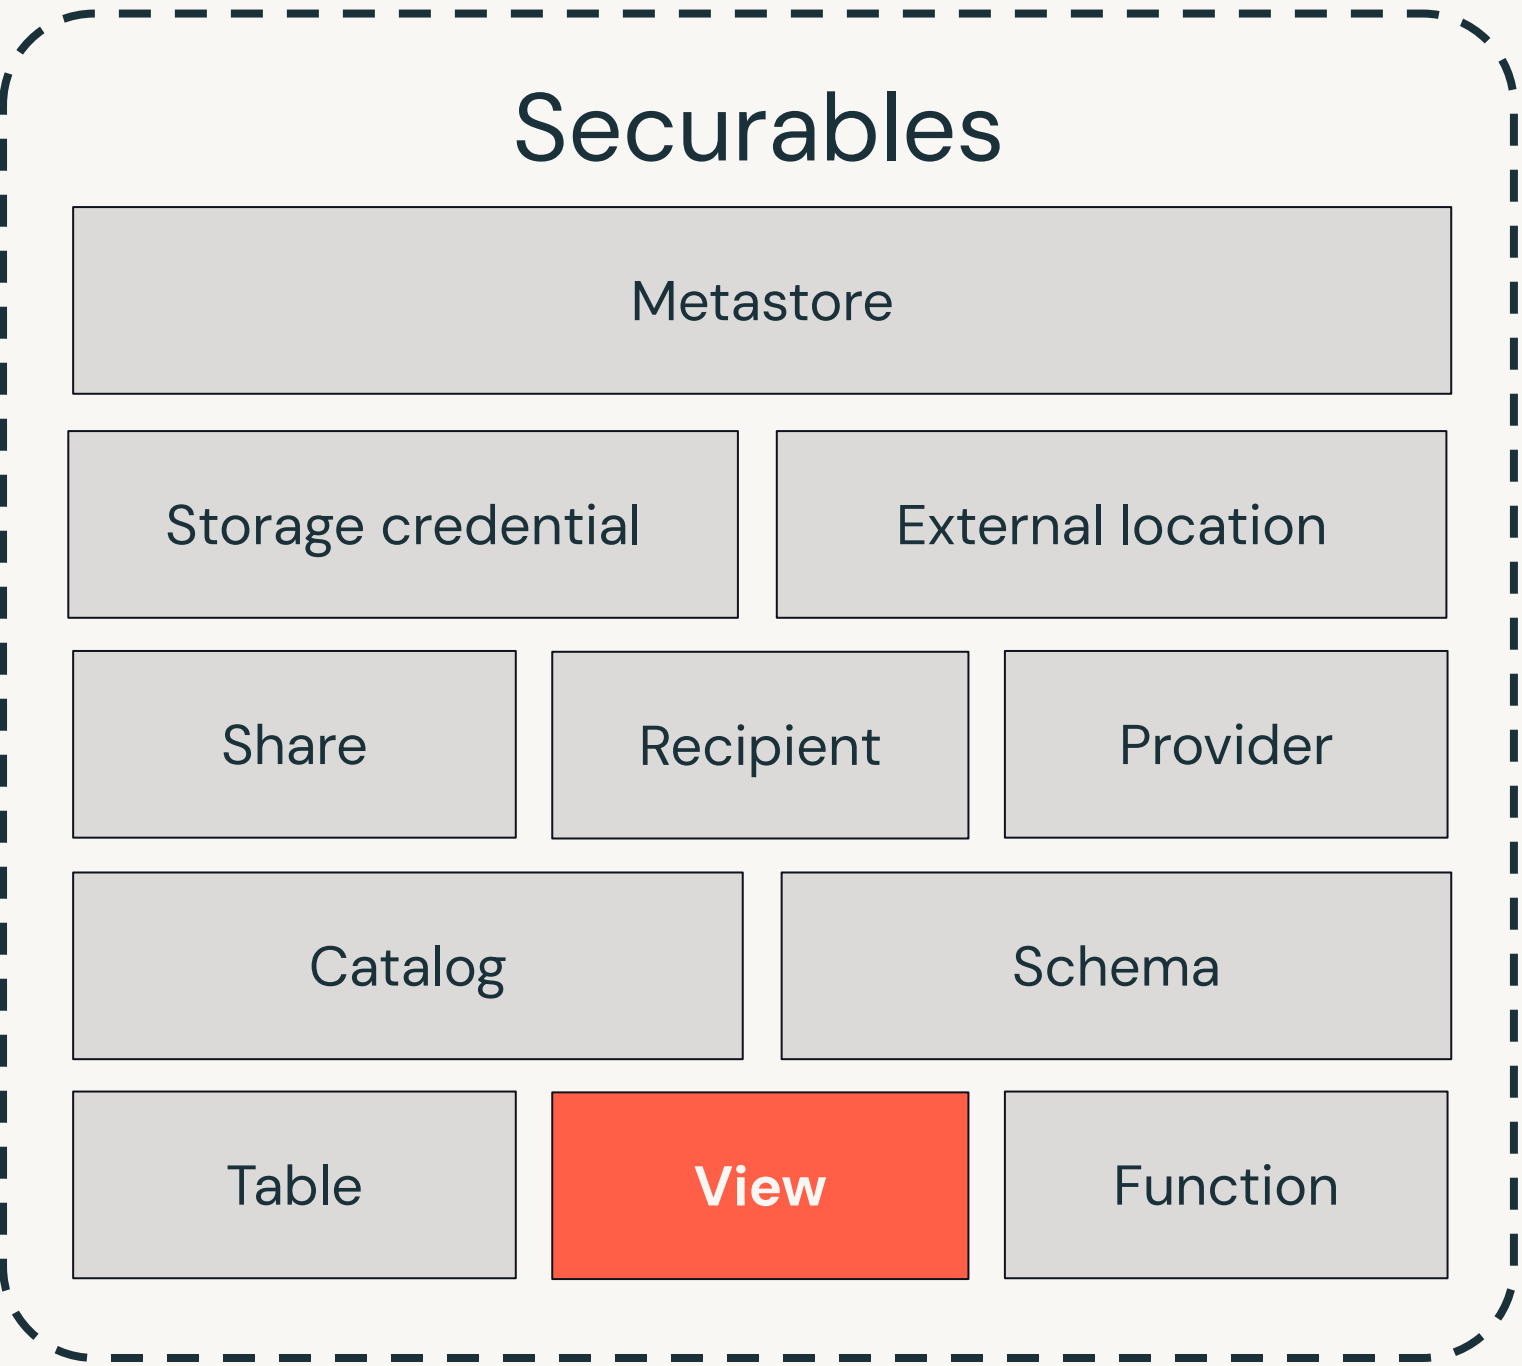 Securables
Metastore
Storage credential
External location
Share
Recipient
Provider
Catalog
Schema
Table
View
Function